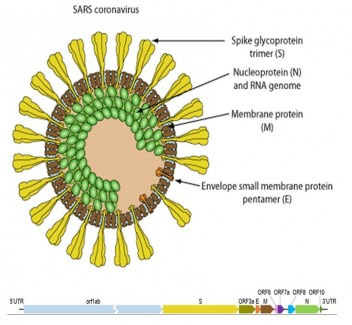 SARS coronavirus
Spike glycoprotein
trimer (S)
Nucleoprotein (N)
and RNA genome
Membrane protein
(M)
Envelope small membrane protein
pentamer (E)
ORF6 ORF7a ORF8 ORF10
5'UTR orf1ab S ORF3a E M N 3'UTR